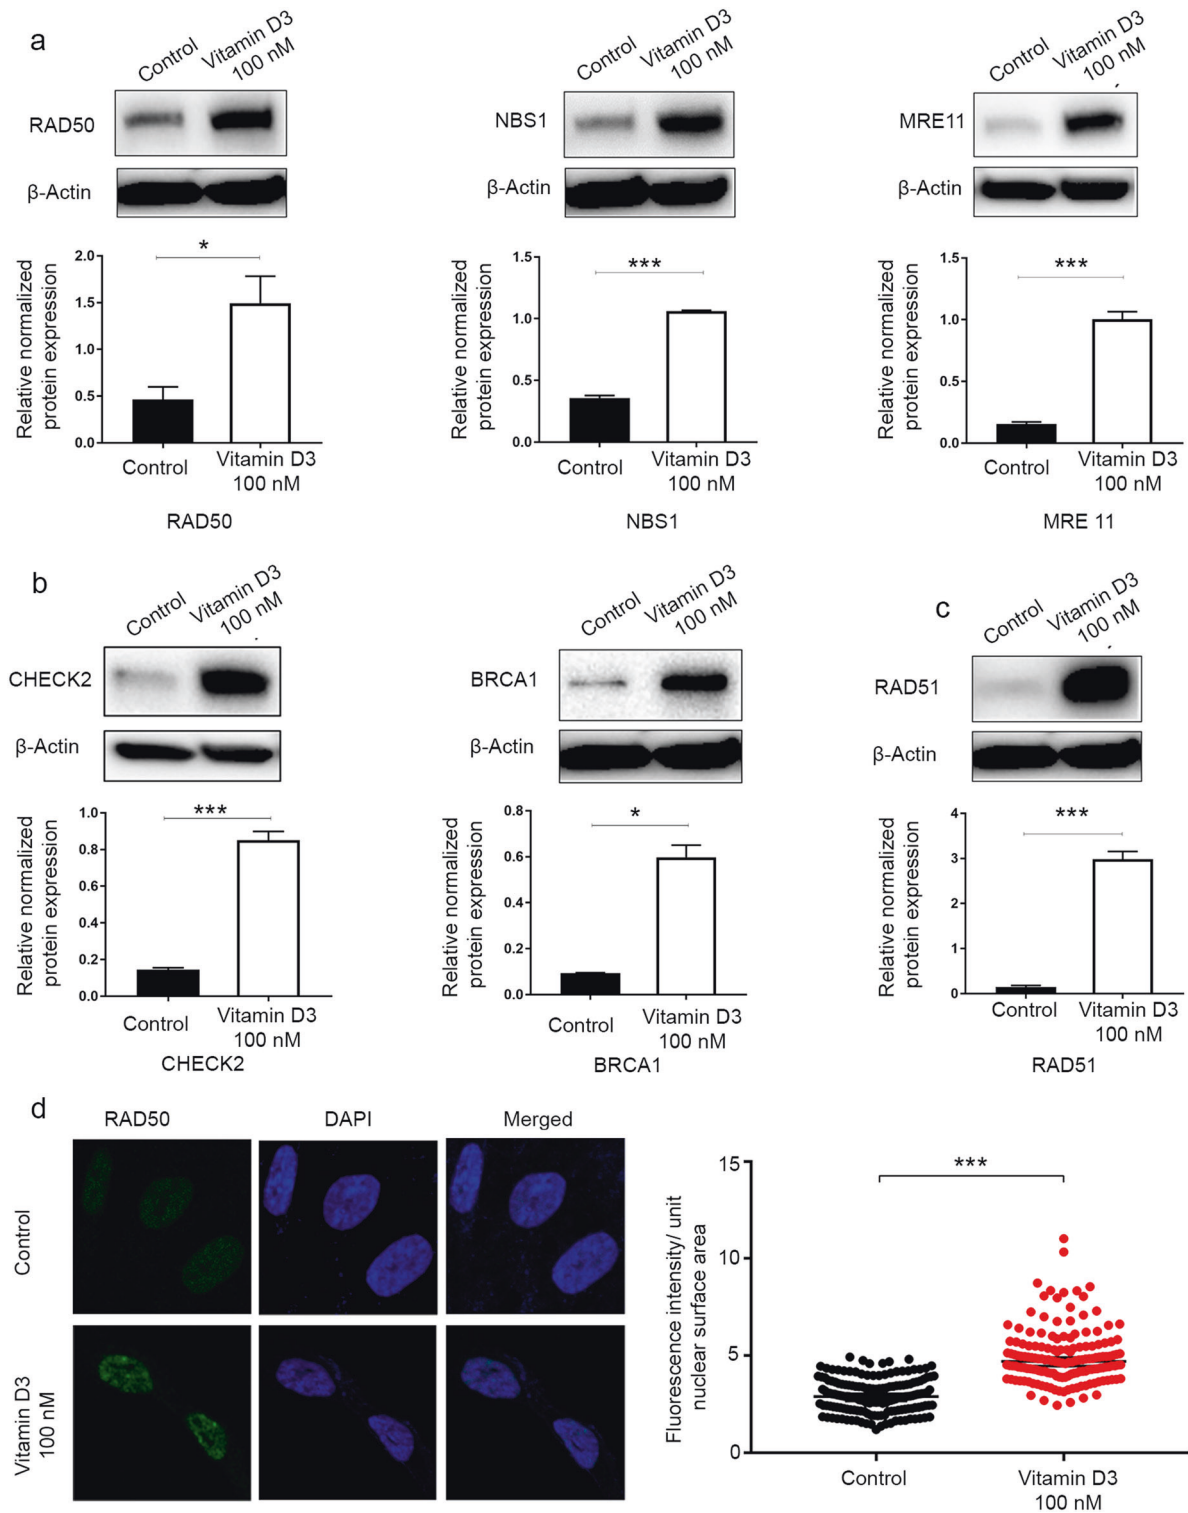 a
Control
Vitamin D3
100 nM
RAD50
β-Actin
Control
Vitamin D3
100 nM
NBS1
β-Actin
Control
Vitamin D3
100 nM
MRE11
β-Actin
Relative normalized
protein expression
2.0
1.5
1.0
0.5
0.0
*
Control
Vitamin D3
100 nM
RAD50
Relative normalized
protein expression
1.5
1.0
0.5
0.0
***
Control
Vitamin D3
100 nM
NBS1
Relative normalized
protein expression
1.5
1.0
0.5
0.0
***
Control
Vitamin D3
100 nM
MRE 11
b
Control
Vitamin D3
100 nM
CHECK2
β-Actin
Control
Vitamin D3
100 nM
BRCA1
β-Actin
c
Control
Vitamin D3
100 nM
RAD51
β-Actin
Relative normalized
protein expression
1.0
0.8
0.6
0.4
0.2
0.0
***
Control
Vitamin D3
100 nM
CHECK2
Relative normalized
protein expression
0.8
0.6
0.4
0.2
0.0
*
Control
Vitamin D3
100 nM
BRCA1
Relative normalized
protein expression
4
3
2
1
0
***
Control
Vitamin D3
100 nM
RAD51
d
RAD50
DAPI
Merged
Control
Vitamin D3
100 nM
Fluorescence intensity/ unit
nuclear surface area
15
10
5
0
***
Control
Vitamin D3
100 nM